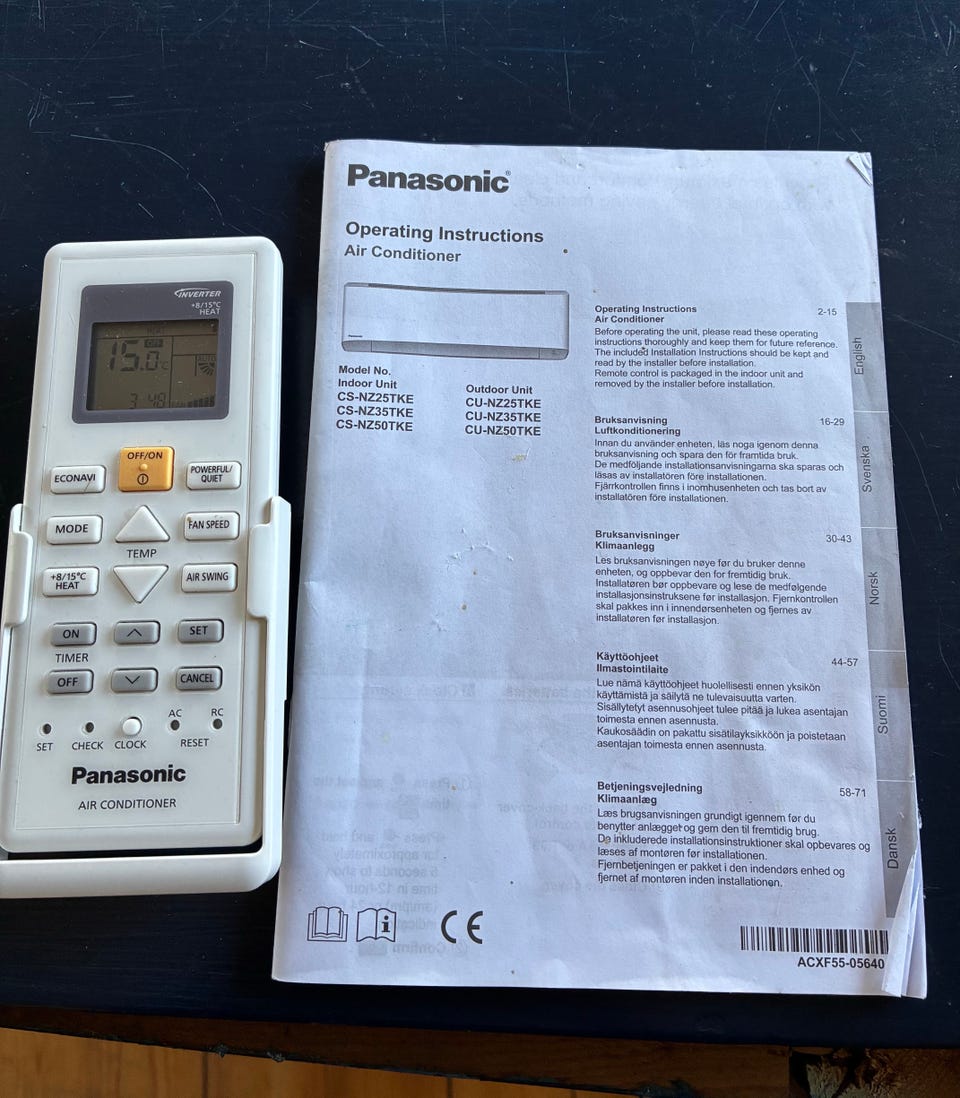 INVERTER
+8/15°C
HEAT
HEAT
OFF
15.0°C
AUTO
3:48
FAN
OFF/ON
ECONAVI
POWERFUL/
QUIET
MODE
FAN SPEED
TEMP
+8/15°C
HEAT
AIR SWING
ON
SET
TIMER
OFF
CANCEL
AC
RC
SET
CHECK
CLOCK
RESET
Panasonic
AIR CONDITIONER
Panasonic®
Operating Instructions
Air Conditioner
Panasonic
Model No.
Indoor Unit
CS-NZ25TKE
CS-NZ35TKE
CS-NZ50TKE
Outdoor Unit
CU-NZ25TKE
CU-NZ35TKE
CU-NZ50TKE
Operating Instructions 2-15
Air Conditioner
Before operating the unit, please read these operating
instructions thoroughly and keep them for future reference.
The included Installation Instructions should be kept and
read by the installer before installation.
Remote control is packaged in the indoor unit and
removed by the installer before installation.
English
Bruksanvisning 16-29
Luftkonditionering
Innan du använder enheten, läs noga igenom denna
bruksanvisning och spara den för framtida bruk.
De medföljande installationsanvisningarna ska sparas och
läsas av installatören före installationen.
Fjärrkontrollen finns i inomhusenheten och tas bort av
installatören före installationen.
Svenska
Bruksanvisninger 30-43
Klimaanlegg
Les bruksanvisningen nøye før du bruker denne
enheten, og oppbevar den for fremtidig bruk.
Installatøren bør oppbevare og lese de medfølgende
installasjonsinstruksene før installasjon. Fjernkontrollen
skal pakkes inn i innendørsenheten og fjernes av
installatøren før installasjon.
Norsk
Käyttöohjeet 44-57
Ilmastointilaite
Lue nämä käyttöohjeet huolellisesti ennen yksikön
käyttämistä ja säilytä ne tulevaisuutta varten.
Sisällytetyt asennusohjeet tulee pitää ja lukea asentajan
toimesta ennen asennusta.
Kaukosäädin on pakattu sisätilayksikköön ja poistetaan
asentajan toimesta ennen asennusta.
Suomi
Betjeningsvejledning 58-71
Klimaanlæg
Læs brugsanvisningen grundigt igennem før du
benytter anlægget og gem den til fremtidig brug.
De inkluderede installationsinstruktioner skal opbevares og
læses af montøren før installationen.
Fjernbetjeningen er pakket i den indendørs enhed og
fjernet af montøren inden installationen.
Dansk
CE
ACXF55-05640